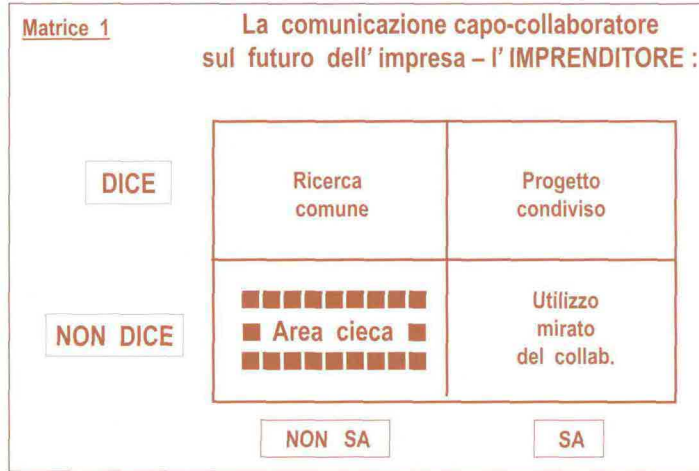 Matrice 1
La comunicazione capo-collaboratore
sul futuro dell' impresa – l' IMPRENDITORE :
DICE
Ricerca
comune
Progetto
condiviso
NON DICE
Area cieca
Utilizzo
mirato
del collab.
NON SA
SA